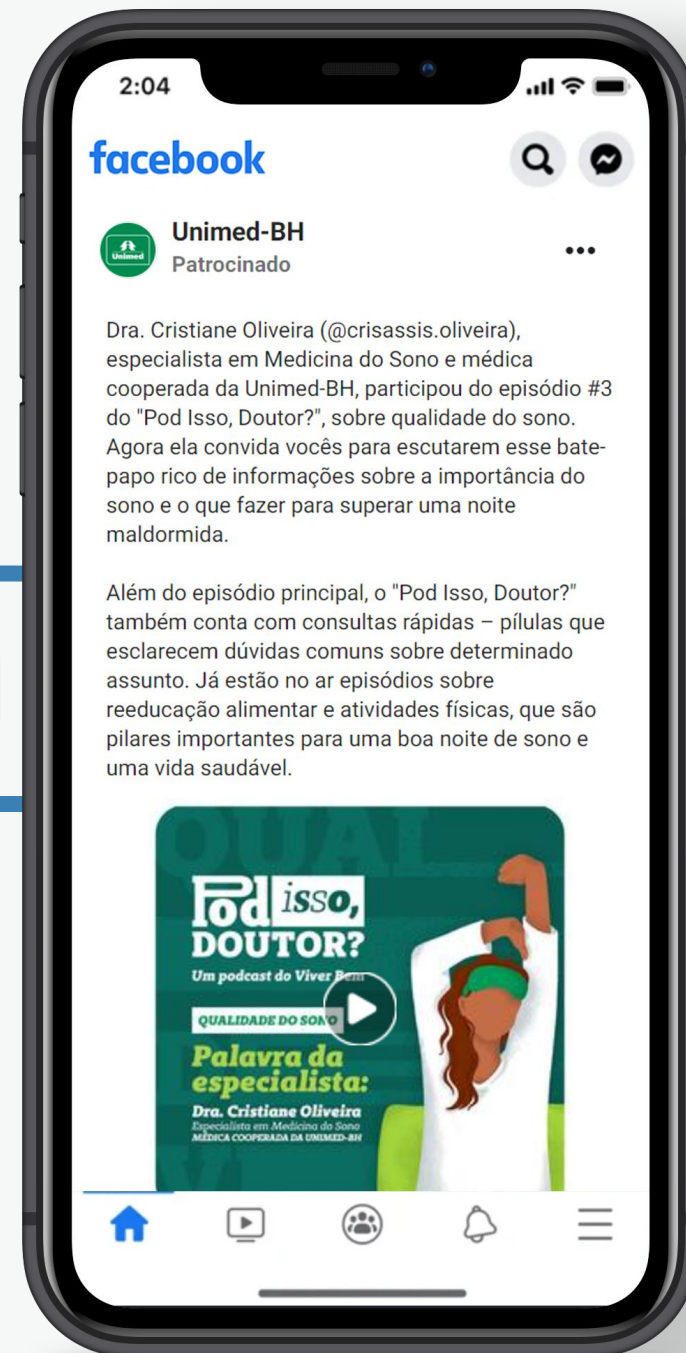 2:04
facebook
Unimed
Unimed-BH
Patrocinado
Dra. Cristiane Oliveira (@crisassis.oliveira),
especialista em Medicina do Sono e médica
cooperada da Unimed-BH, participou do episódio #3
do "Pod Isso, Doutor?", sobre qualidade do sono.
Agora ela convida vocês para escutarem esse bate-
papo rico de informações sobre a importância do
sono e o que fazer para superar uma noite
maldormida.
Além do episódio principal, o "Pod Isso, Doutor?"
também conta com consultas rápidas – pílulas que
esclarecem dúvidas comuns sobre determinado
assunto. Já estão no ar episódios sobre
reeducação alimentar e atividades físicas, que são
pilares importantes para uma boa noite de sono e
uma vida saudável.
QUAL
Pod isso,
DOUTOR?
Um podcast do Viver Bem
QUALIDADE DO SONO
Palavra da
especialista:
Dra. Cristiane Oliveira
Especialista em Medicina do Sono
MÉDICA COOPERADA DA UNIMED-BH